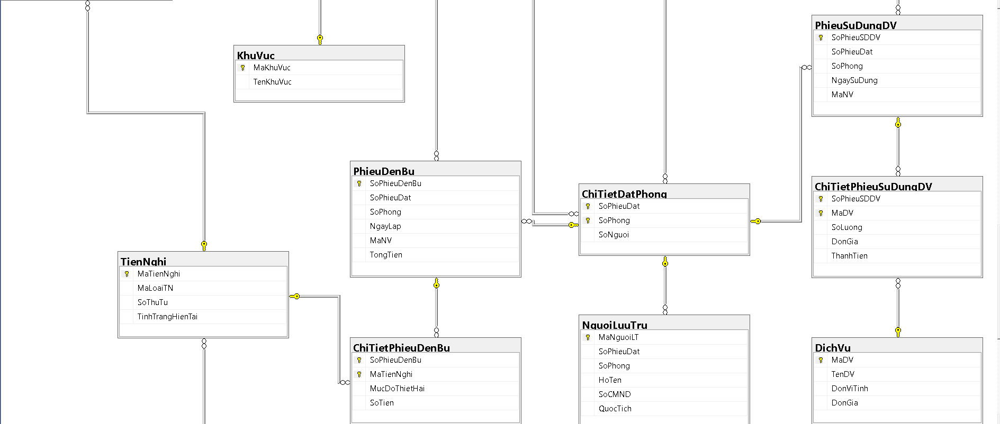 KhuVuc
MaKhuVuc
TenKhuVuc
PhieuSuDungDV
SoPhieuSDDV
SoPhieuDat
SoPhong
NgaySuDung
MaNV
PhieuDenBu
SoPhieuDenBu
SoPhieuDat
SoPhong
NgayLap
MaNV
TongTien
ChiTietDatPhong
SoPhieuDat
SoPhong
SoNguoi
ChiTietPhieuSuDungDV
SoPhieuSDDV
MaDV
SoLuong
DonGia
ThanhTien
TienNghi
MaTienNghi
MaLoaiTN
SoThuTu
TinhTrangHienTai
ChiTietPhieuDenBu
SoPhieuDenBu
MaTienNghi
MucDoThietHai
SoTien
NguoiLuuTru
MaNguoiLT
SoPhieuDat
SoPhong
HoTen
SoCMND
QuocTich
DichVu
MaDV
TenDV
DonViTinh
DonGia